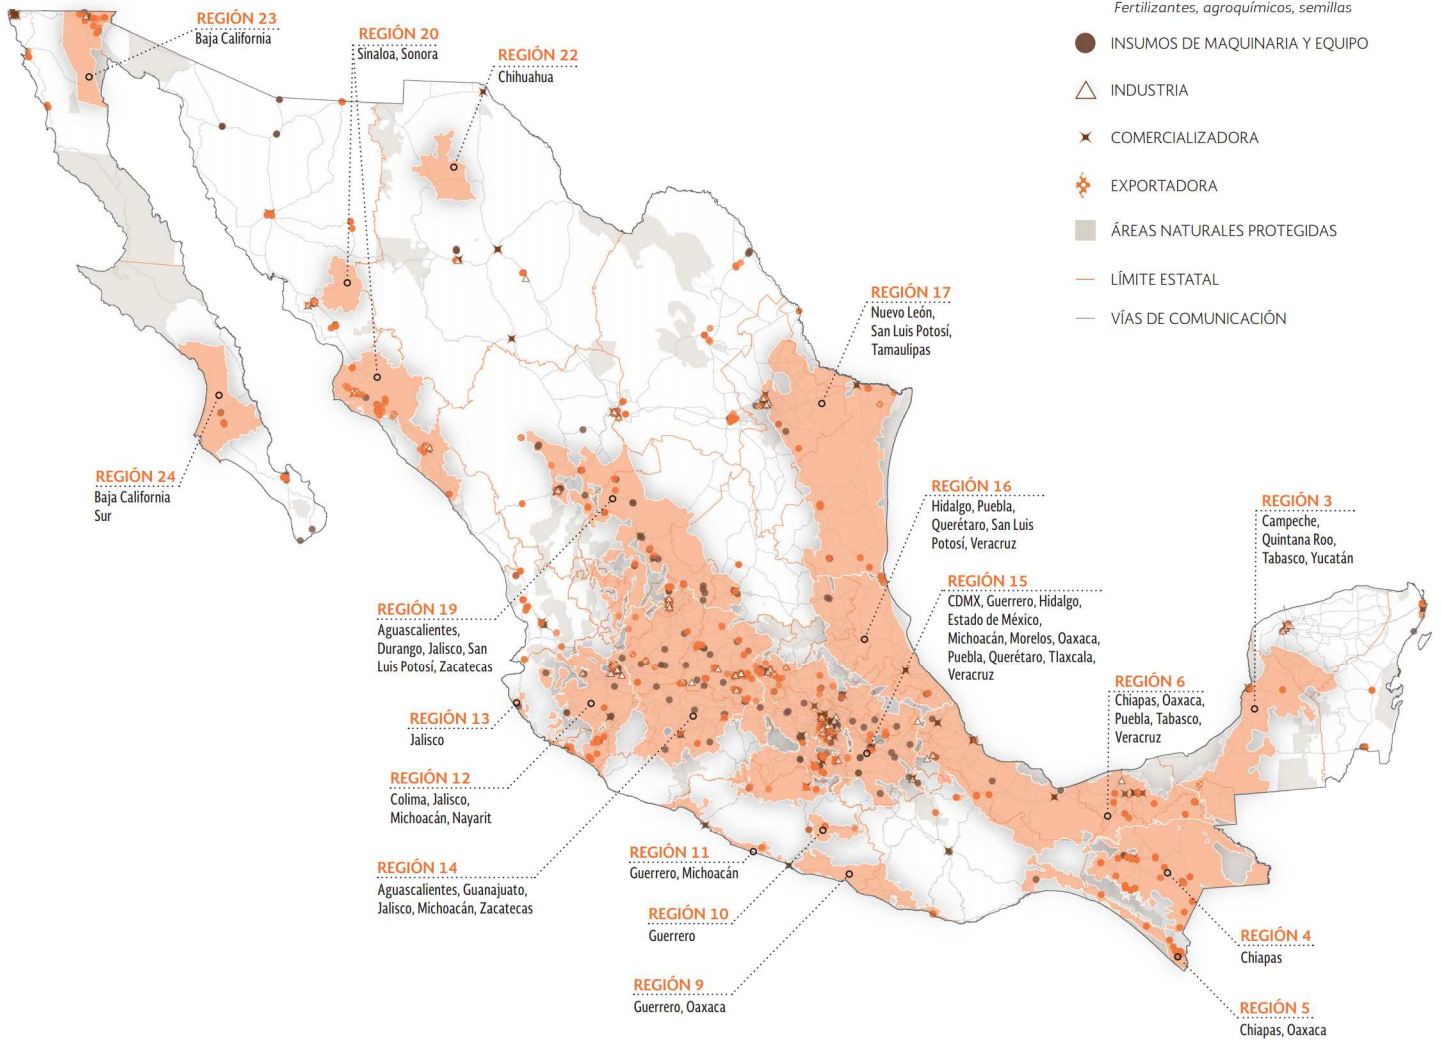 Fertilizantes, agroquímicos, semillas
INSUMOS DE MAQUINARIA Y EQUIPO
INDUSTRIA
COMERCIALIZADORA
EXPORTADORA
ÁREAS NATURALES PROTEGIDAS
LÍMITE ESTATAL
VÍAS DE COMUNICACIÓN
REGIÓN 23
Baja California
REGIÓN 20
Sinaloa, Sonora
REGIÓN 22
Chihuahua
REGIÓN 17
Nuevo León,
San Luis Potosí,
Tamaulipas
REGIÓN 24
Baja California
Sur
REGIÓN 16
Hidalgo, Puebla,
Querétaro, San Luis
Potosí, Veracruz
REGIÓN 3
Campeche,
Quintana Roo,
Tabasco, Yucatán
REGIÓN 15
CDMX, Guerrero, Hidalgo,
Estado de México,
Michoacán, Morelos, Oaxaca,
Puebla, Querétaro, Tlaxcala,
Veracruz
REGIÓN 19
Aguascalientes,
Durango, Jalisco, San
Luis Potosí, Zacatecas
REGIÓN 6
Chiapas, Oaxaca,
Puebla, Tabasco,
Veracruz
REGIÓN 13
Jalisco
REGIÓN 12
Colima, Jalisco,
Michoacán, Nayarit
REGIÓN 14
Aguascalientes, Guanajuato,
Jalisco, Michoacán, Zacatecas
REGIÓN 11
Guerrero, Michoacán
REGIÓN 10
Guerrero
REGIÓN 9
Guerrero, Oaxaca
REGIÓN 4
Chiapas
REGIÓN 5
Chiapas, Oaxaca